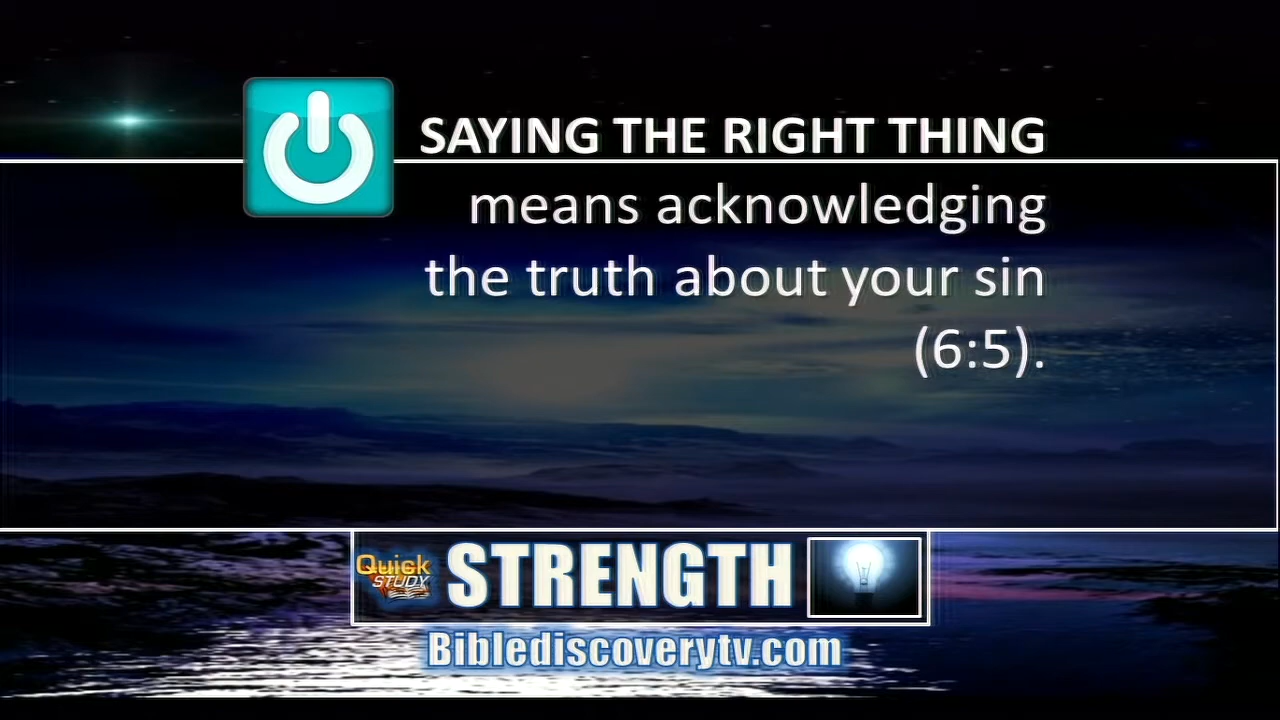 SAYING THE RIGHT THING
means acknowledging
the truth about your sin
(6:5).
Quick
STUDY
STRENGTH
Biblediscoverytv.com